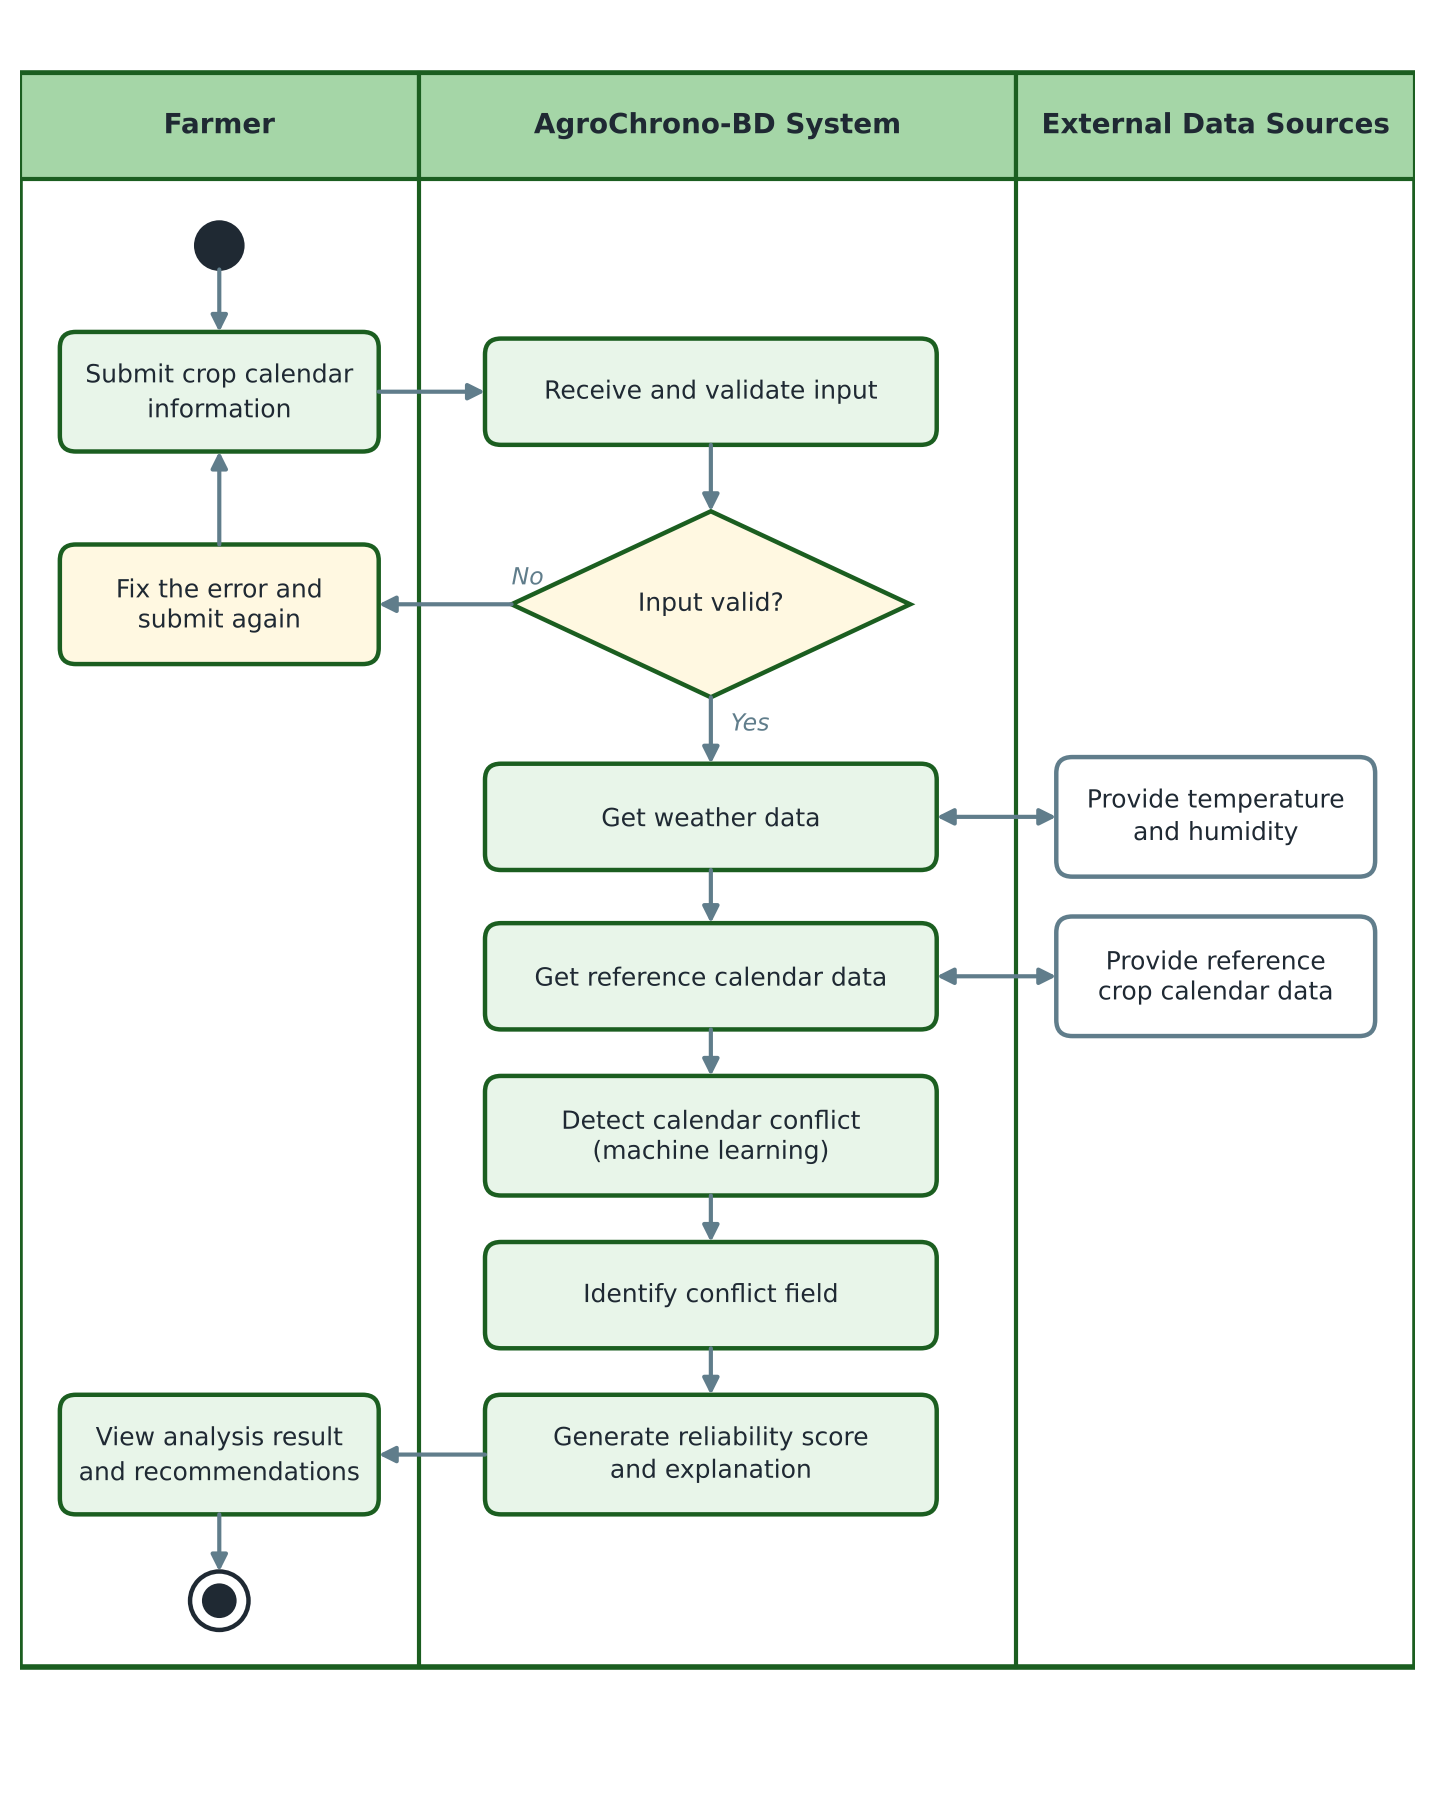 Farmer
AgroChrono-BD System
External Data Sources
Submit crop calendar
information
Receive and validate input
Fix the error and
submit again
No
Input valid?
Yes
Get weather data
Provide temperature
and humidity
Get reference calendar data
Provide reference
crop calendar data
Detect calendar conflict
(machine learning)
Identify conflict field
View analysis result
and recommendations
Generate reliability score
and explanation